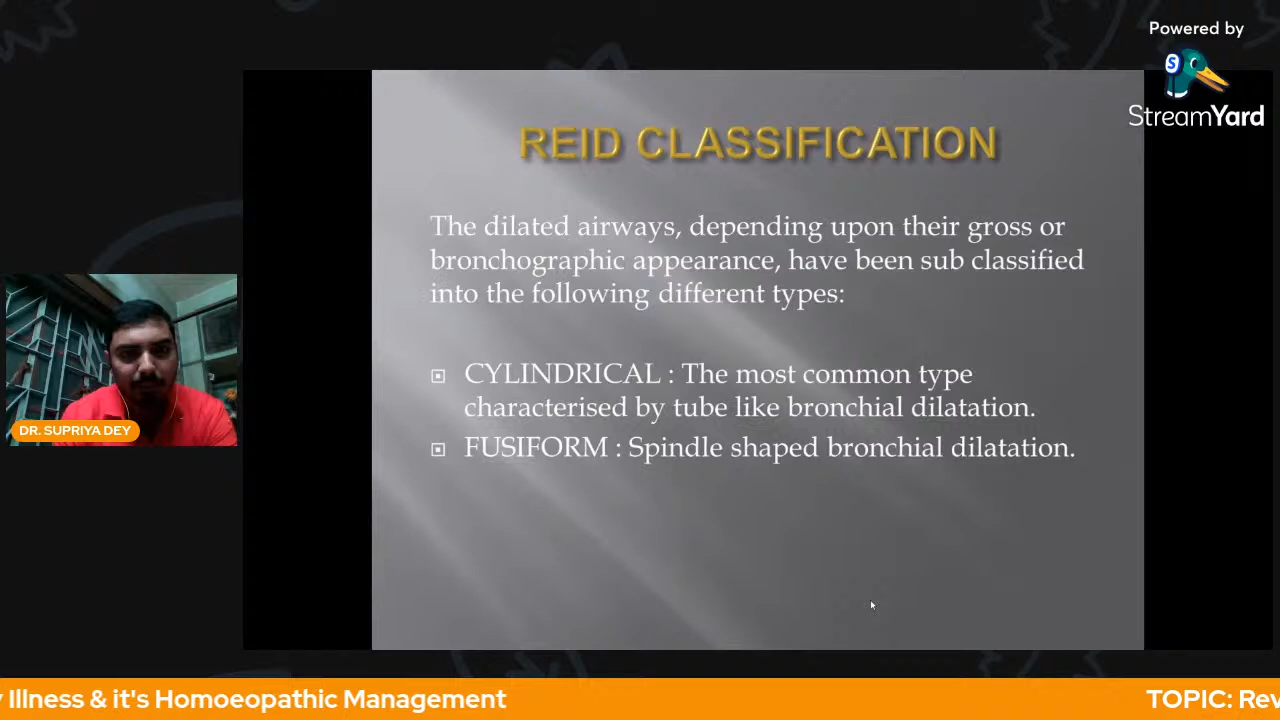 Powered by
StreamYard
REID CLASSIFICATION
The dilated airways, depending upon their gross or
bronchographic appearance, have been sub classified
into the following different types:
CYLINDRICAL : The most common type
characterised by tube like bronchial dilatation.
FUSIFORM : Spindle shaped bronchial dilatation.
DR. SUPRIYA DEY
Illness & it's Homoeopathic Management
TOPIC: Rev